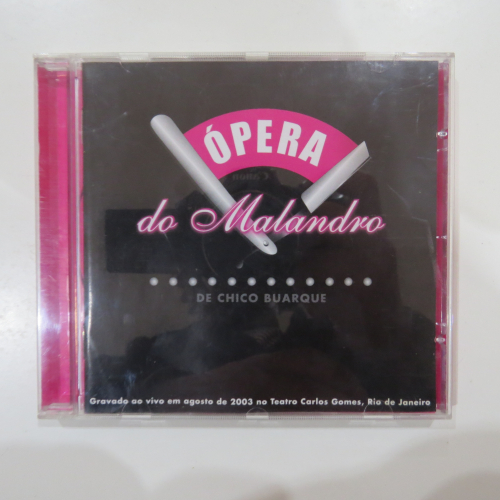 ÓPERA
do Malandro
DE CHICO BUARQUE
Gravado ao vivo em agosto de 2003 no Teatro Carlos Gomes, Rio de Janeiro